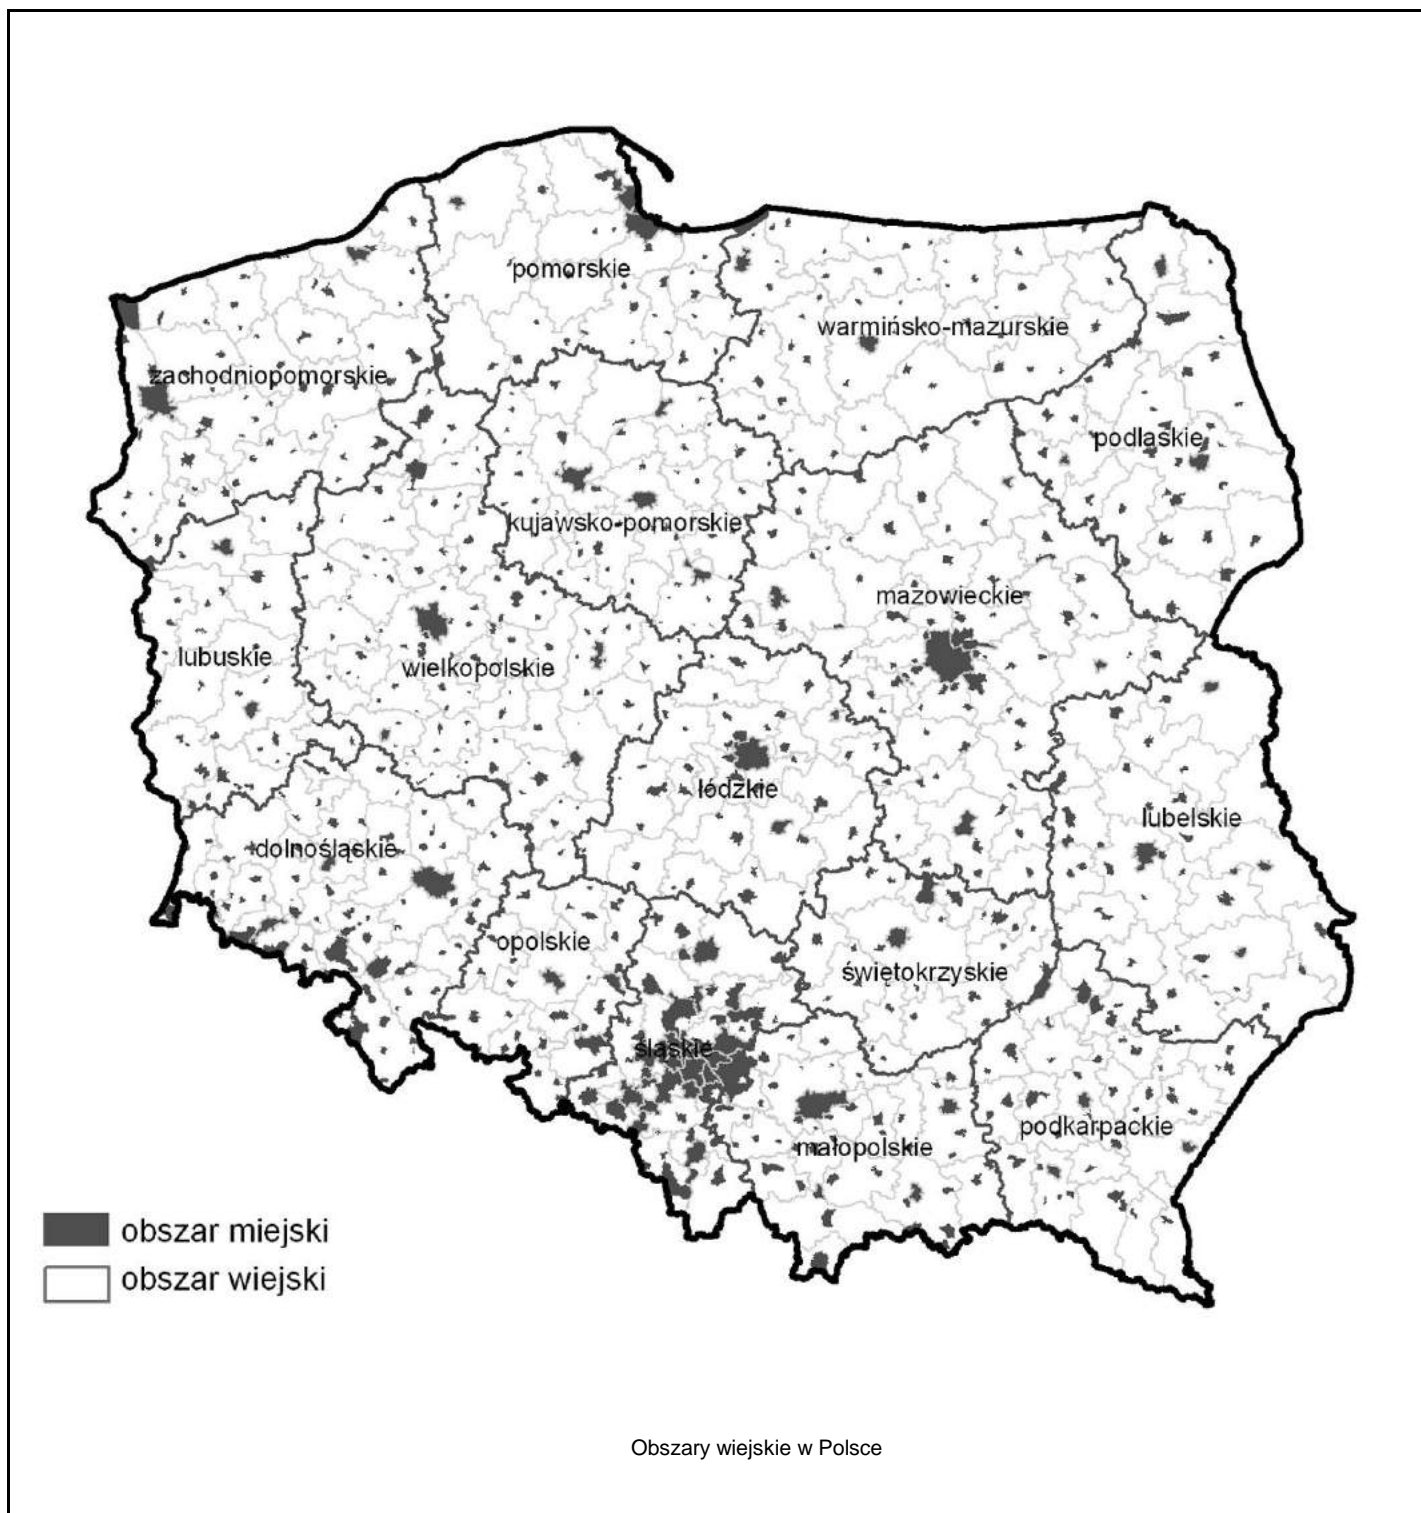 pomorskie
warmińsko-mazurskie
zachodniopomorskie
podlaskie
kujawsko-pomorskie
mazowieckie
lubuskie
wielkopolskie
łódzkie
lubelskie
dolnośląskie
opolskie
świętokrzyskie
śląskie
podkarpackie
małopolskie
obszar miejski
obszar wiejski
Obszary wiejskie w Polsce